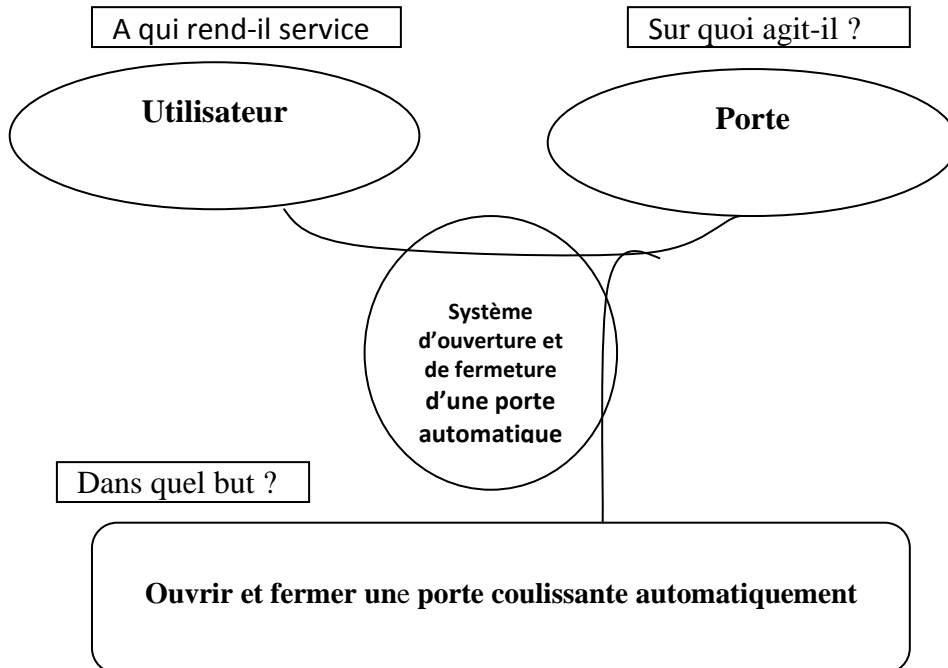 A qui rend-il service
Sur quoi agit-il ?
Utilisateur
Porte
Système
d’ouverture et
de fermeture
d’une porte
automatique
Dans quel but ?
Ouvrir et fermer une porte coulissante automatiquement